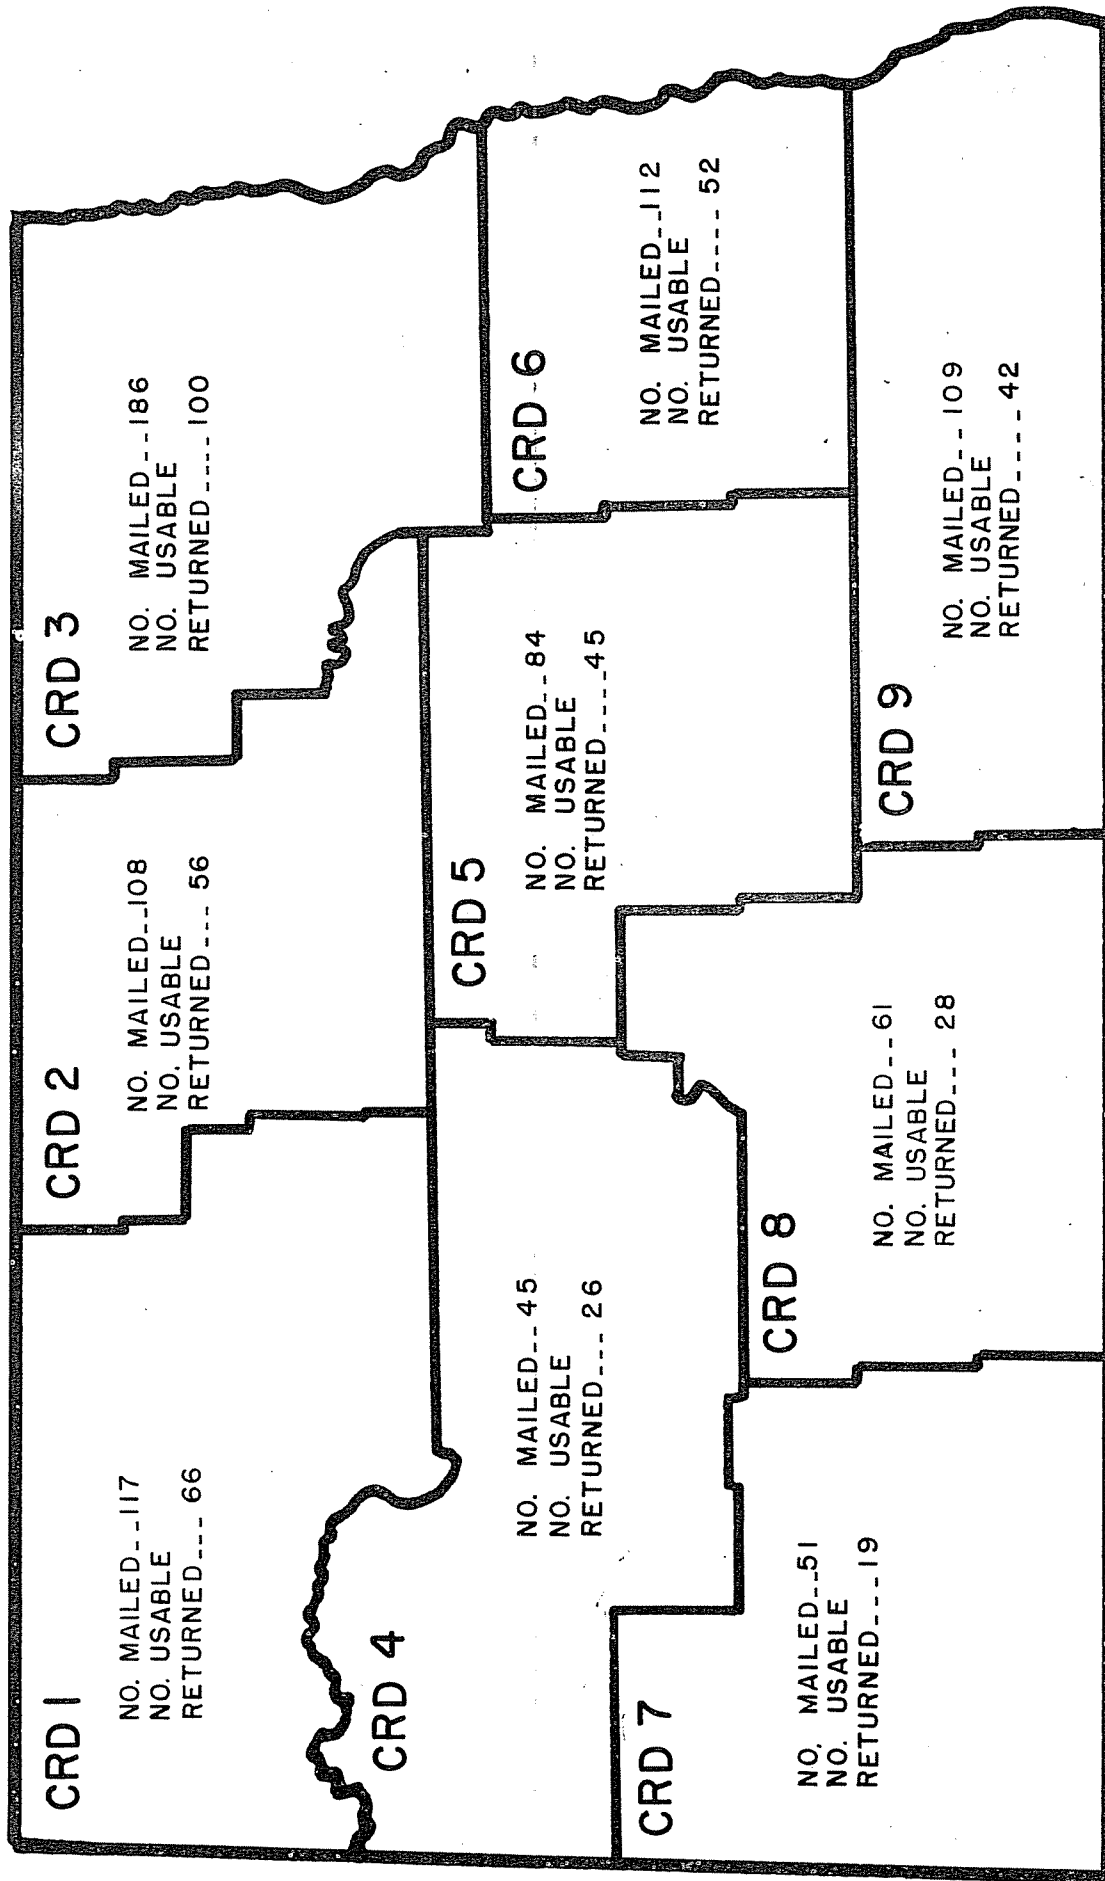 CRD 1
NO. MAILED__117
NO. USABLE
RETURNED___66
CRD 2
NO. MAILED__108
NO. USABLE
RETURNED___56
CRD 3
NO. MAILED__186
NO. USABLE
RETURNED____100
CRD 4
NO. MAILED__45
NO. USABLE
RETURNED___26
CRD 5
NO. MAILED__84
NO. USABLE
RETURNED____45
CRD 6
NO. MAILED__112
NO. USABLE
RETURNED____52
CRD 7
NO. MAILED__51
NO. USABLE
RETURNED___19
CRD 8
NO. MAILED__61
NO. USABLE
RETURNED___28
CRD 9
NO. MAILED__109
NO. USABLE
RETURNED____42